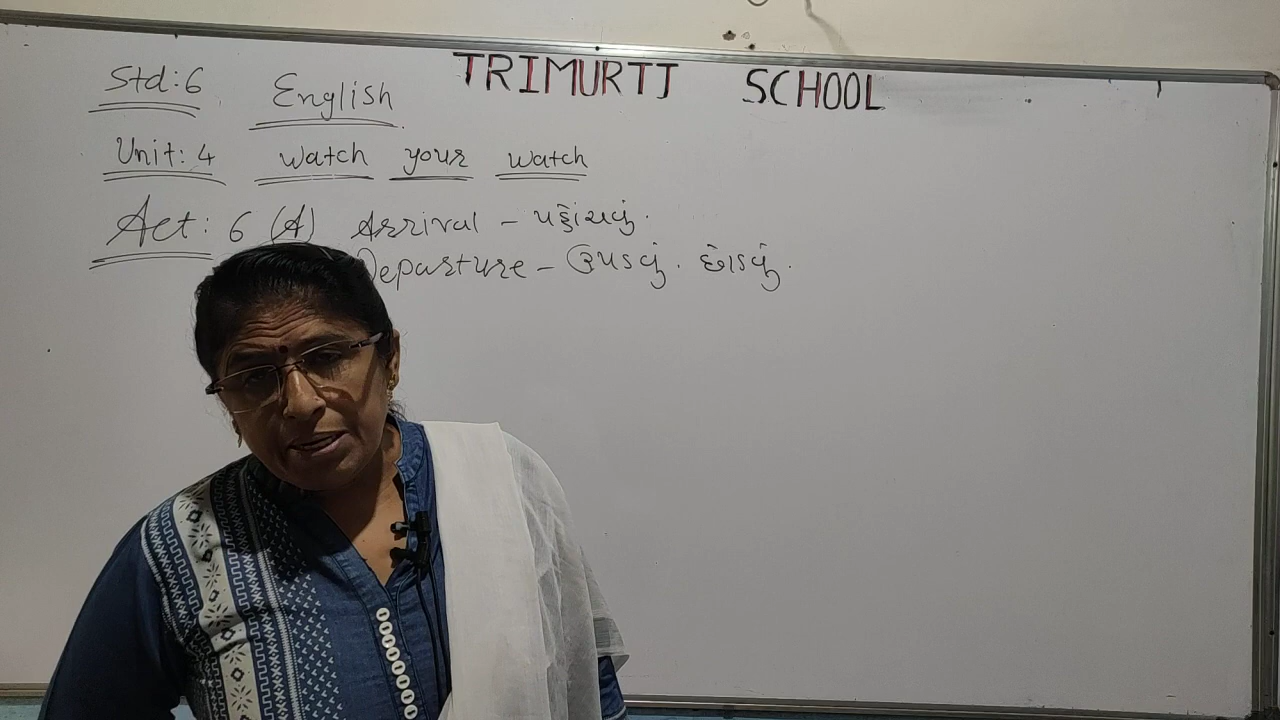 TRIMURTI SCHOOL
Std:6 English
Unit: 4 watch your watch
Act: 6 (A) Arrival - પહોંચવું.
Departure - ઉપડવું. છોડવું.